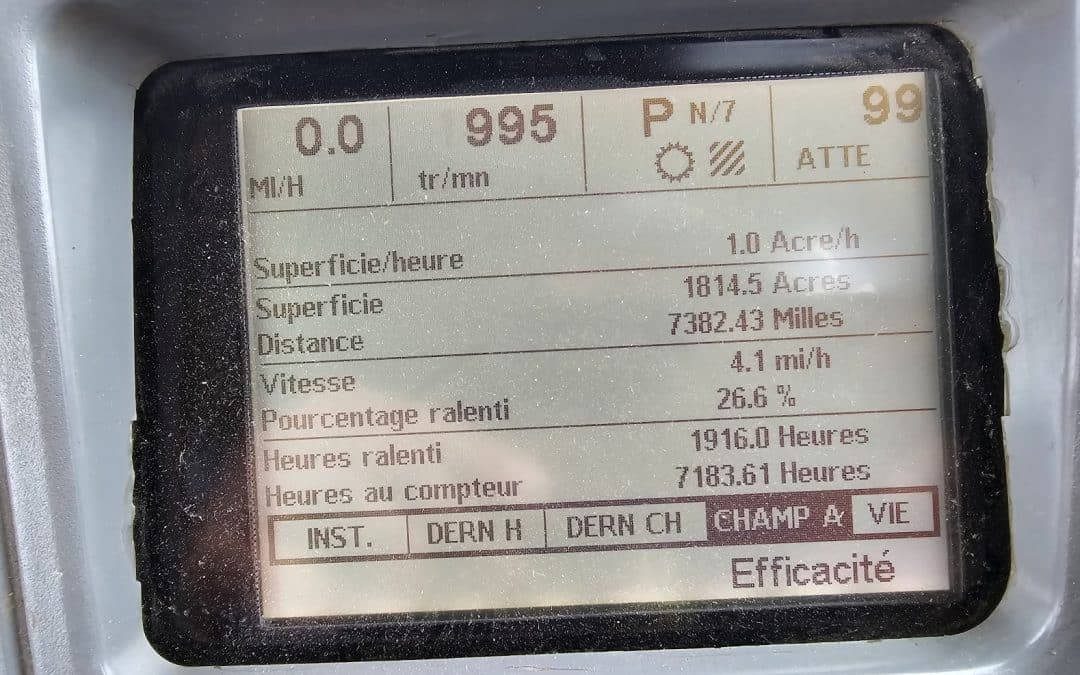 0.0 995 P N/7 99
MI/H tr/mn ATTE
Superficie/heure 1.0 Acre/h
Superficie 1814.5 Acres
Distance 7382.43 Milles
Vitesse 4.1 mi/h
Pourcentage ralenti 26.6 %
Heures ralenti 1916.0 Heures
Heures au compteur 7183.61 Heures
INST. DERN H DERN CH CHAMP A VIE
Efficacité